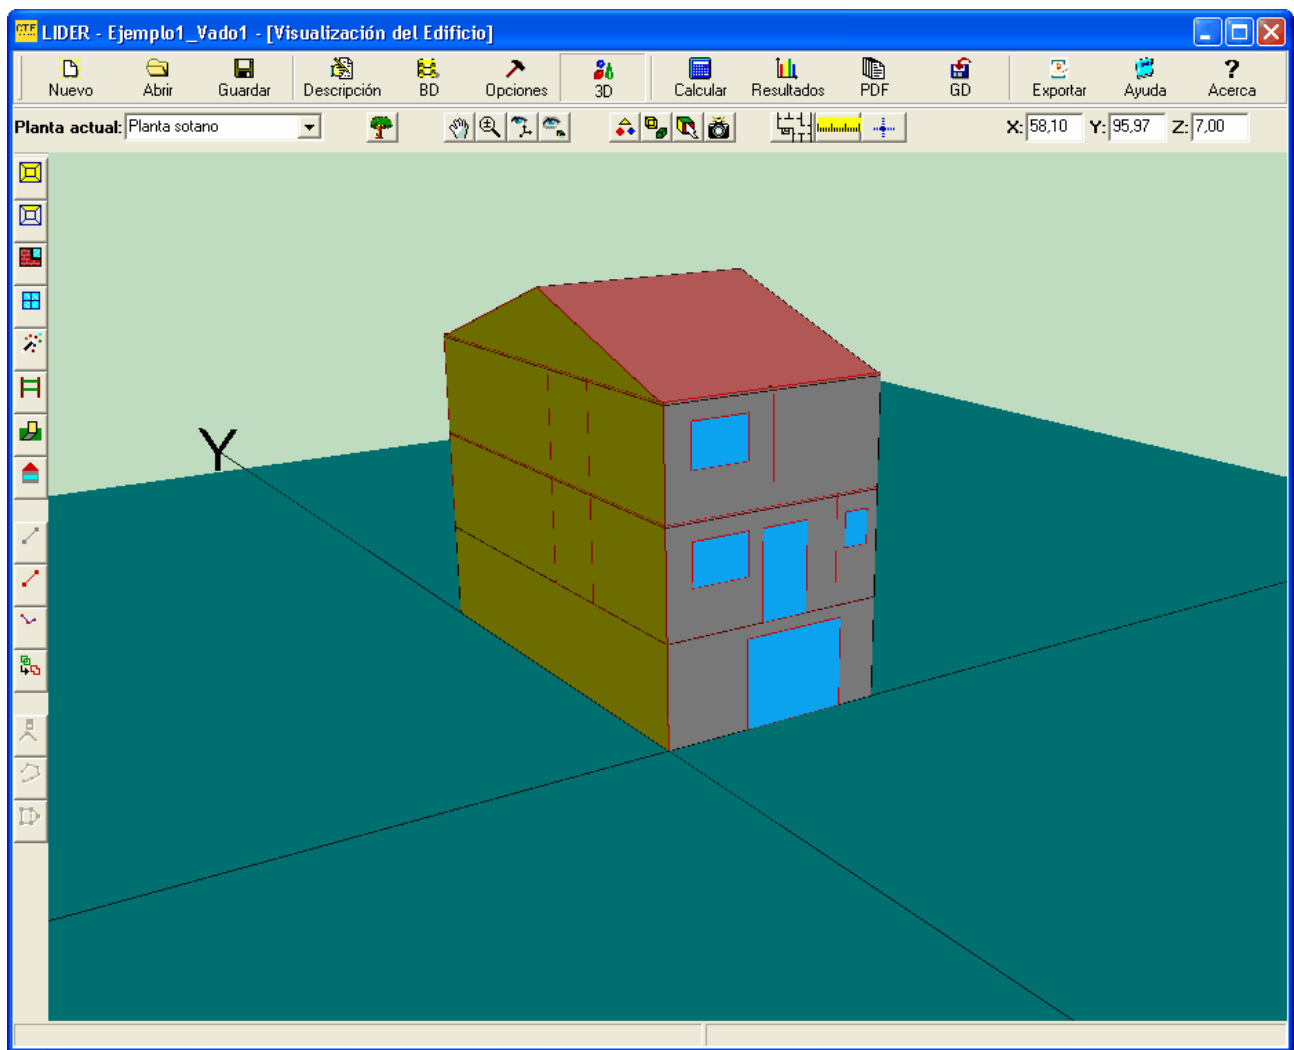 CTE LIDER - Ejemplo1_Vado1 - [Visualización del Edificio]
Nuevo Abrir Guardar Descripción BD Opciones 3D Calcular Resultados PDF GD Exportar Ayuda Acerca
Planta actual: Planta sotano X: 58,10 Y: 95,97 Z: 7,00
Y